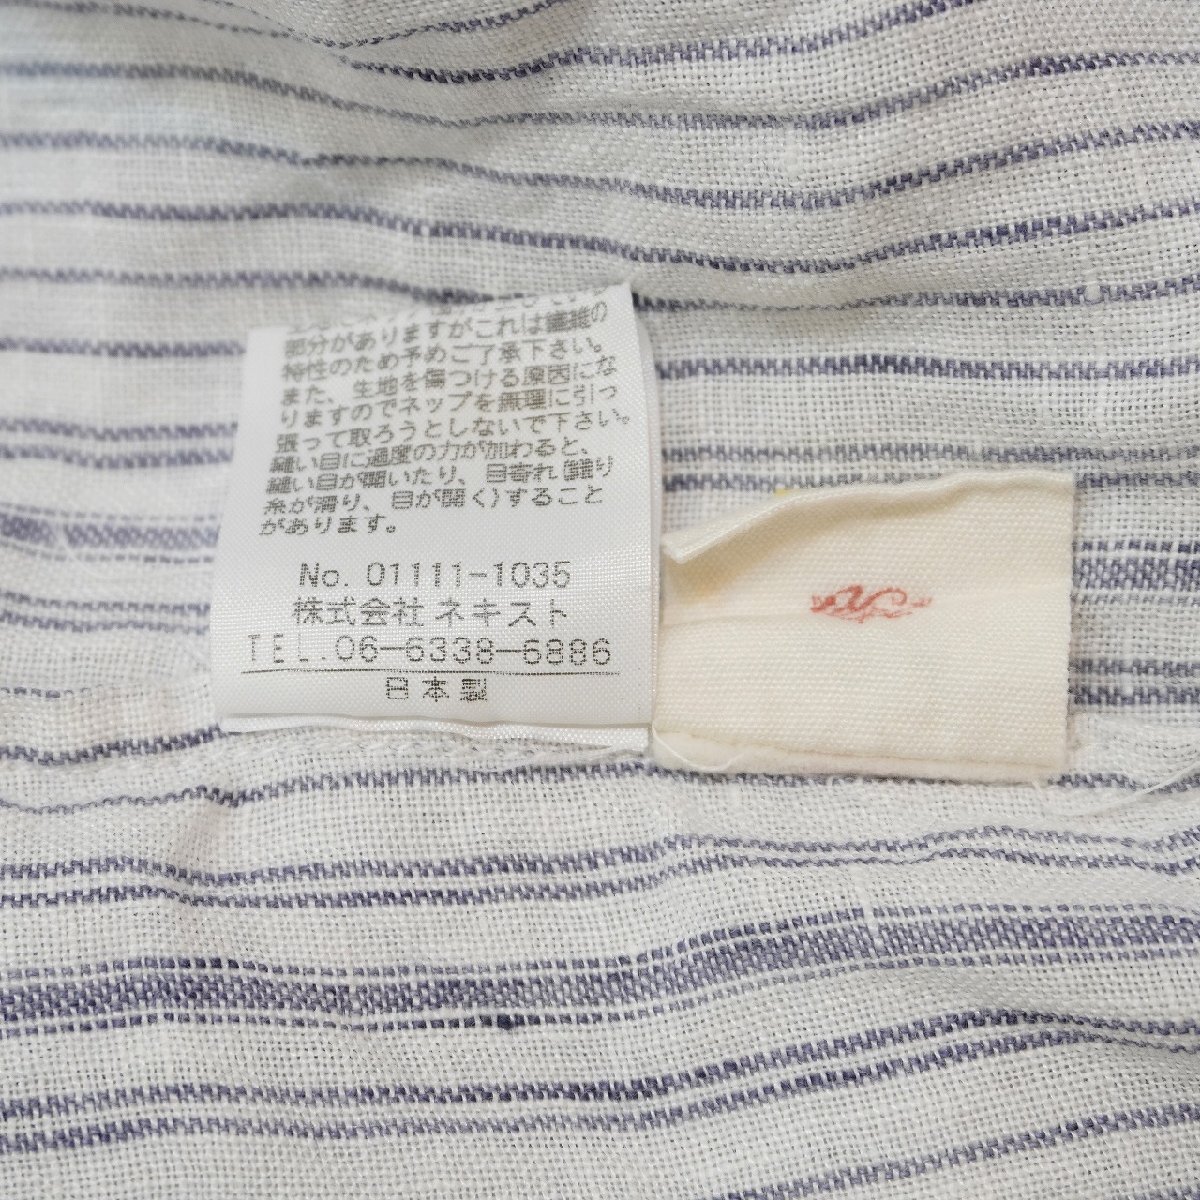 部分がありますがこれは繊維の
特性のため予めご了承下さい。
また、生地を傷つける原因にな
りますのでネップを無理に引っ
張って取ろうとしないで下さい。
縫い目に過度の力が加わると、
縫い目が開いたり、目寄れ(織り
糸が滑り、目が開く)すること
があります。
No. 01111-1035
株式会社 ネキスト
TEL.06-6338-6886
日本製